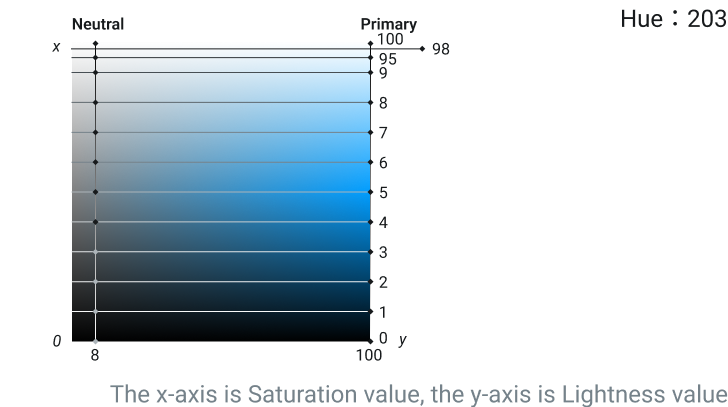 Hue：203
Neutral
Primary
x
100
98
95
9
8
7
6
5
4
3
2
1
0
0
y
8
100
The x-axis is Saturation value, the y-axis is Lightness value